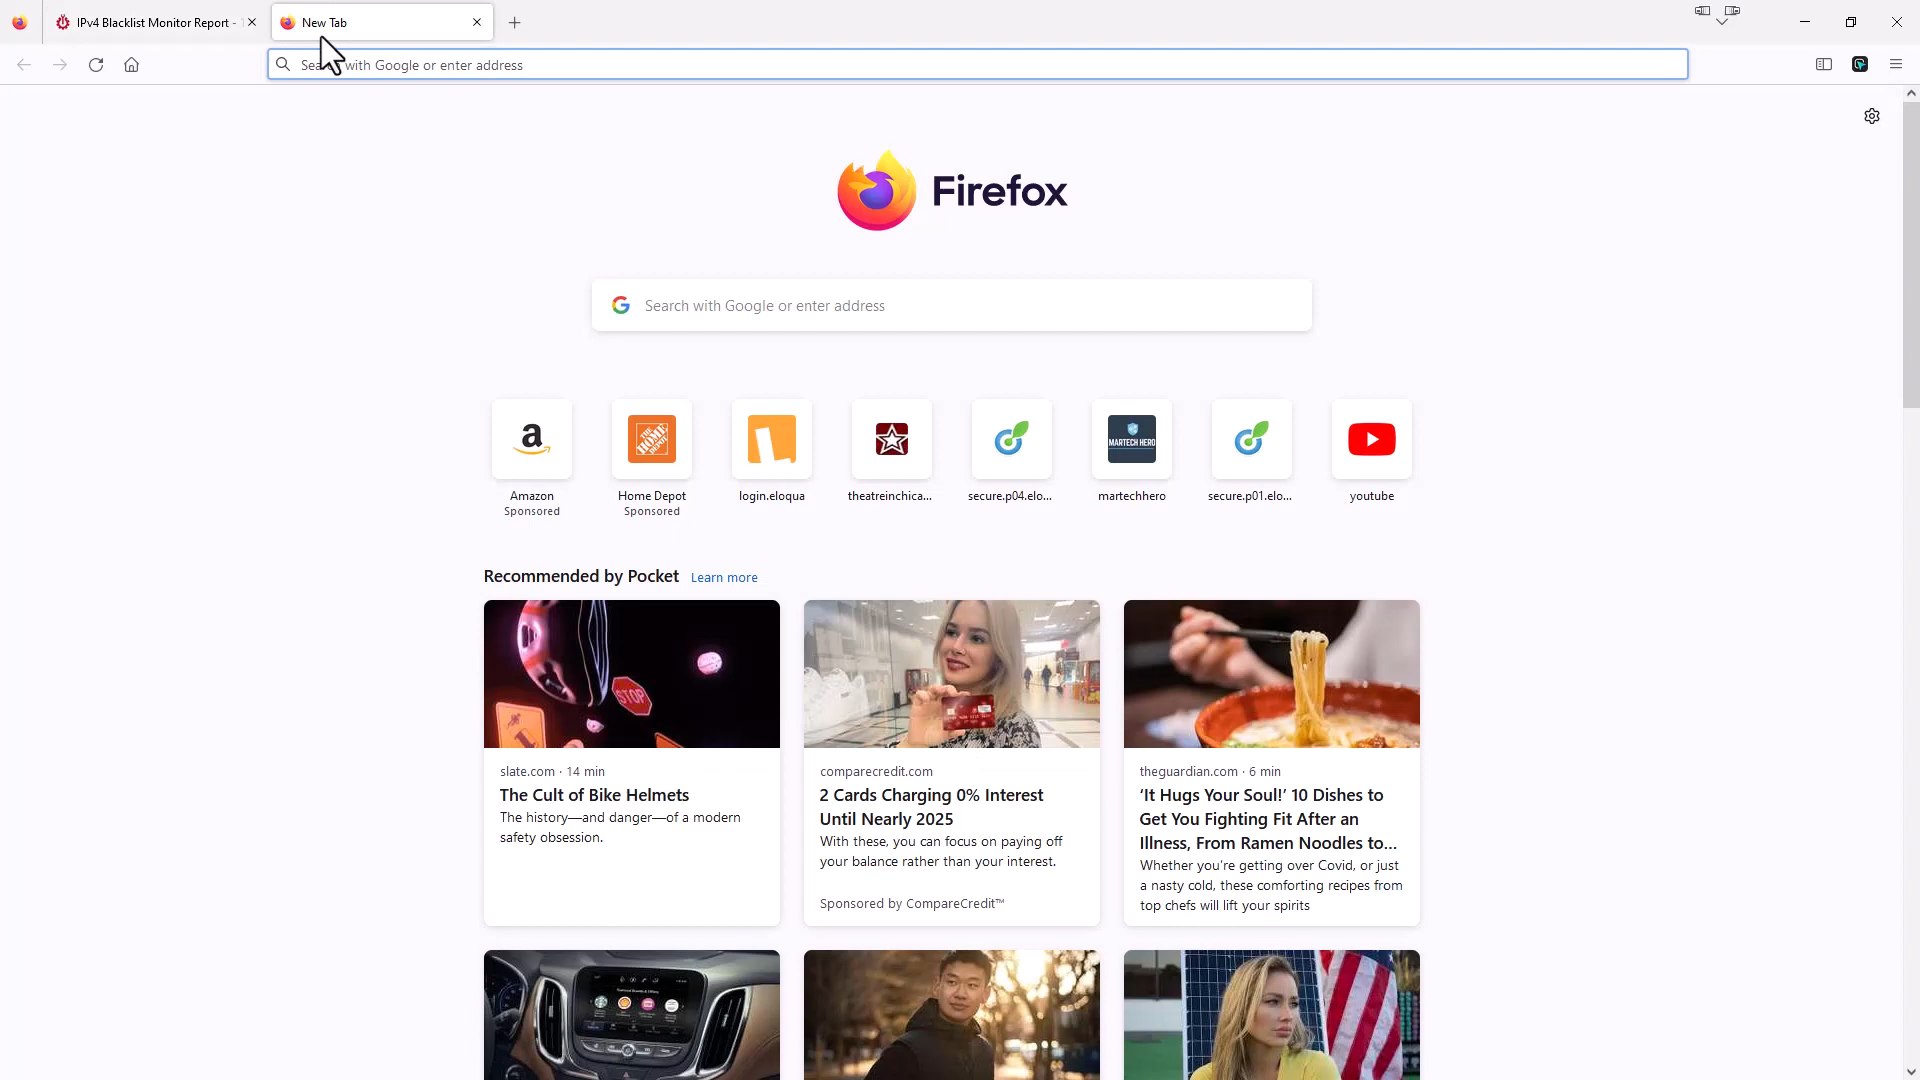 IPv4 Blacklist Monitor Report -
New Tab
Search with Google or enter address
Firefox
Search with Google or enter address
a
THE HOME DEPOT
MARTECH HERO
Amazon
Sponsored
Home Depot
Sponsored
login.eloqua
theatreinchica...
secure.p04.elo...
martechhero
secure.p01.elo...
youtube
Recommended by Pocket Learn more
STOP
slate.com · 14 min
The Cult of Bike Helmets
The history—and danger—of a modern
safety obsession.
comparecredit.com
2 Cards Charging 0% Interest
Until Nearly 2025
With these, you can focus on paying off
your balance rather than your interest.
Sponsored by CompareCredit™
theguardian.com · 6 min
‘It Hugs Your Soul!’ 10 Dishes to
Get You Fighting Fit After an
Illness, From Ramen Noodles to...
Whether you’re getting over Covid, or just
a nasty cold, these comforting recipes from
top chefs will lift your spirits